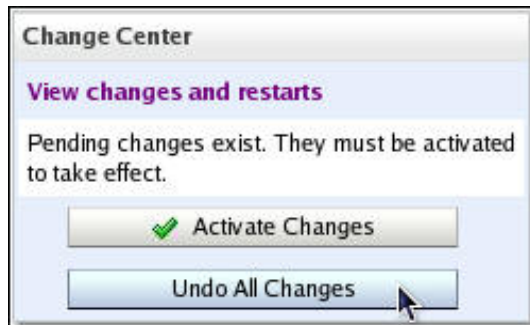 Change Center
View changes and restarts
Pending changes exist. They must be activated
to take effect.
Activate Changes
Undo All Changes